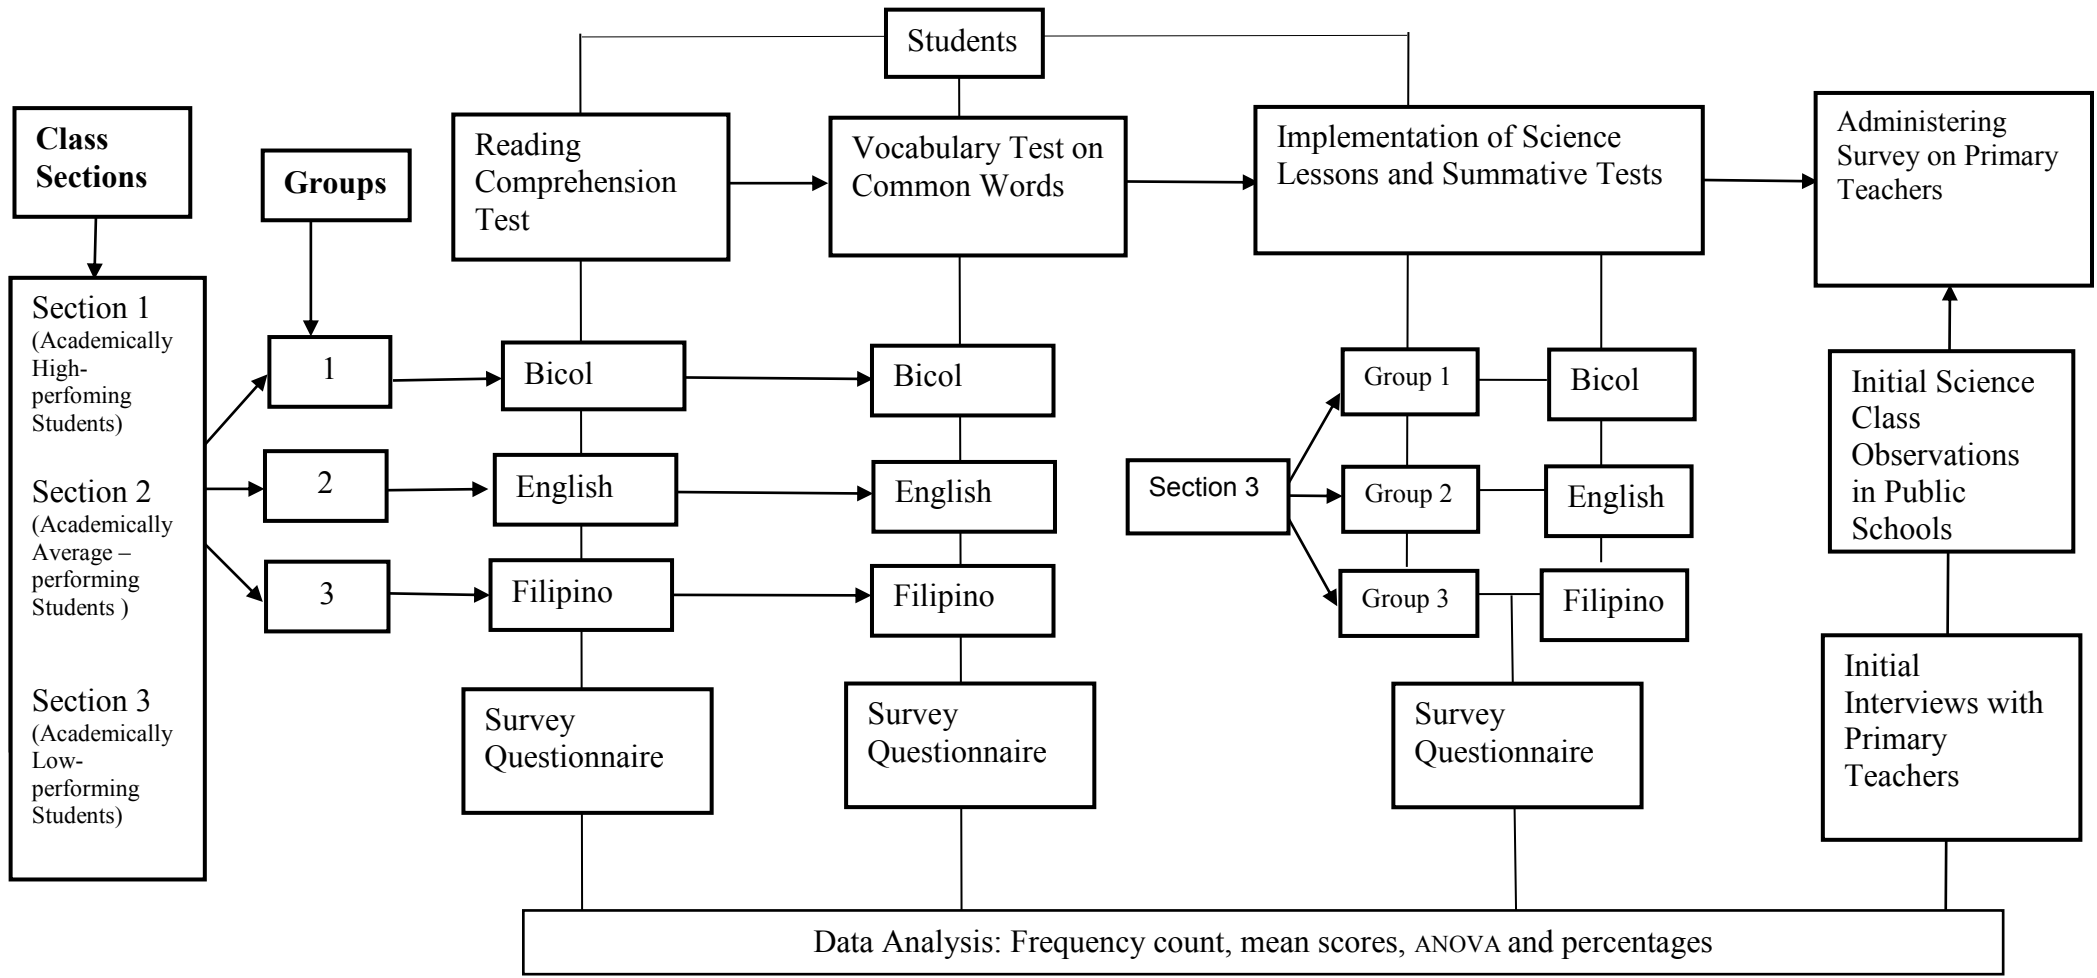 Students
Class
Sections
Groups
Reading
Comprehension
Test
Vocabulary Test on
Common Words
Implementation of Science
Lessons and Summative Tests
Administering
Survey on Primary
Teachers
Section 1
(Academically
High-
perfoming
Students)
Section 2
(Academically
Average –
performing
Students )
Section 3
(Academically
Low-
performing
Students)
1
2
3
Bicol
English
Filipino
Survey
Questionnaire
Bicol
English
Filipino
Survey
Questionnaire
Section 3
Group 1
Group 2
Group 3
Bicol
English
Filipino
Survey
Questionnaire
Initial Science
Class
Observations
in Public
Schools
Initial
Interviews with
Primary
Teachers
Data Analysis: Frequency count, mean scores, ANOVA and percentages